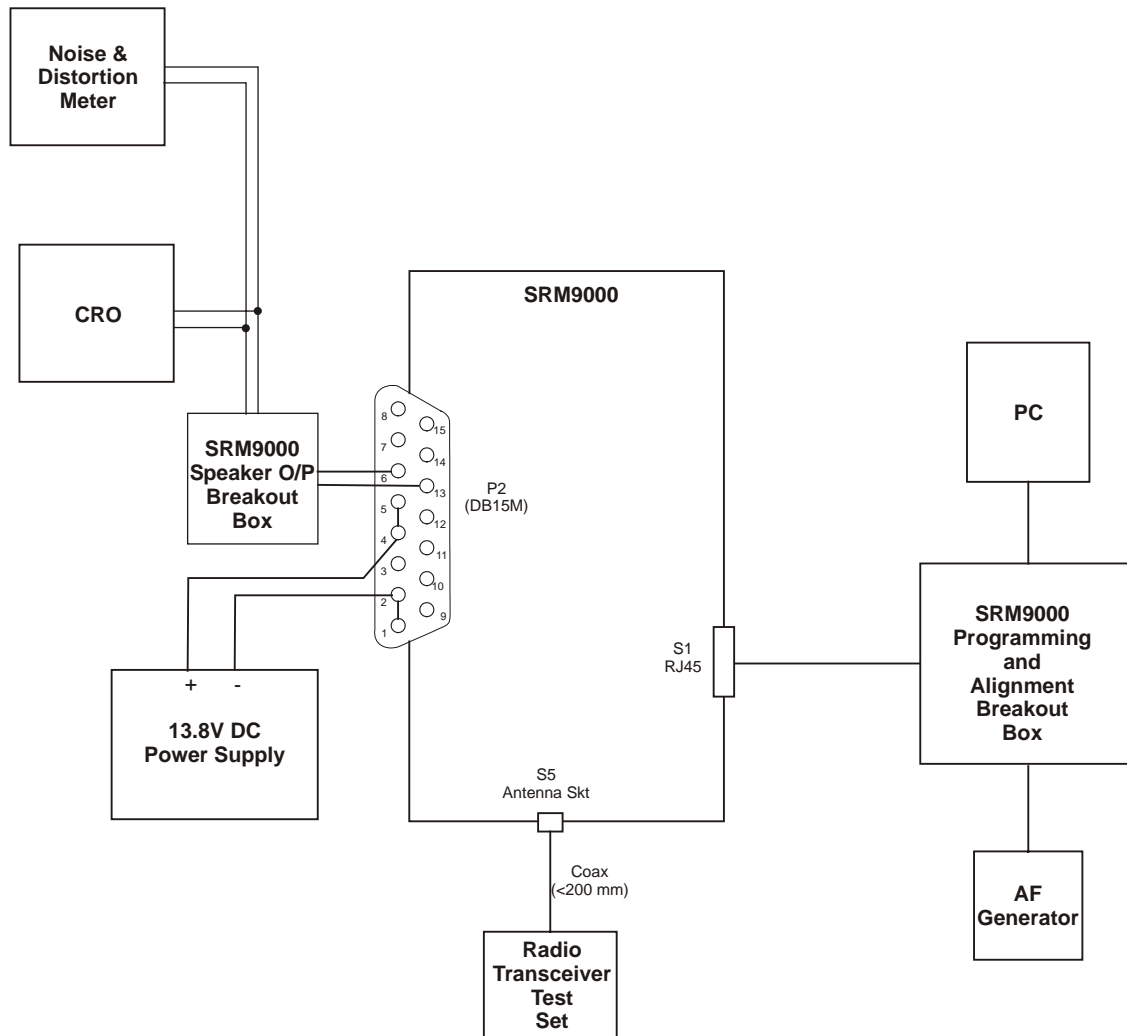 Noise &
Distortion
Meter
CRO
SRM9000
Speaker O/P
Breakout
Box
+ -
13.8V DC
Power Supply
SRM9000
8
7
6
5
4
3
2
1
15
14
13
12
11
10
9
P2
(DB15M)
S1
RJ45
S5
Antenna Skt
Coax
(<200 mm)
Radio
Transceiver
Test
Set
PC
SRM9000
Programming
and
Alignment
Breakout
Box
AF
Generator